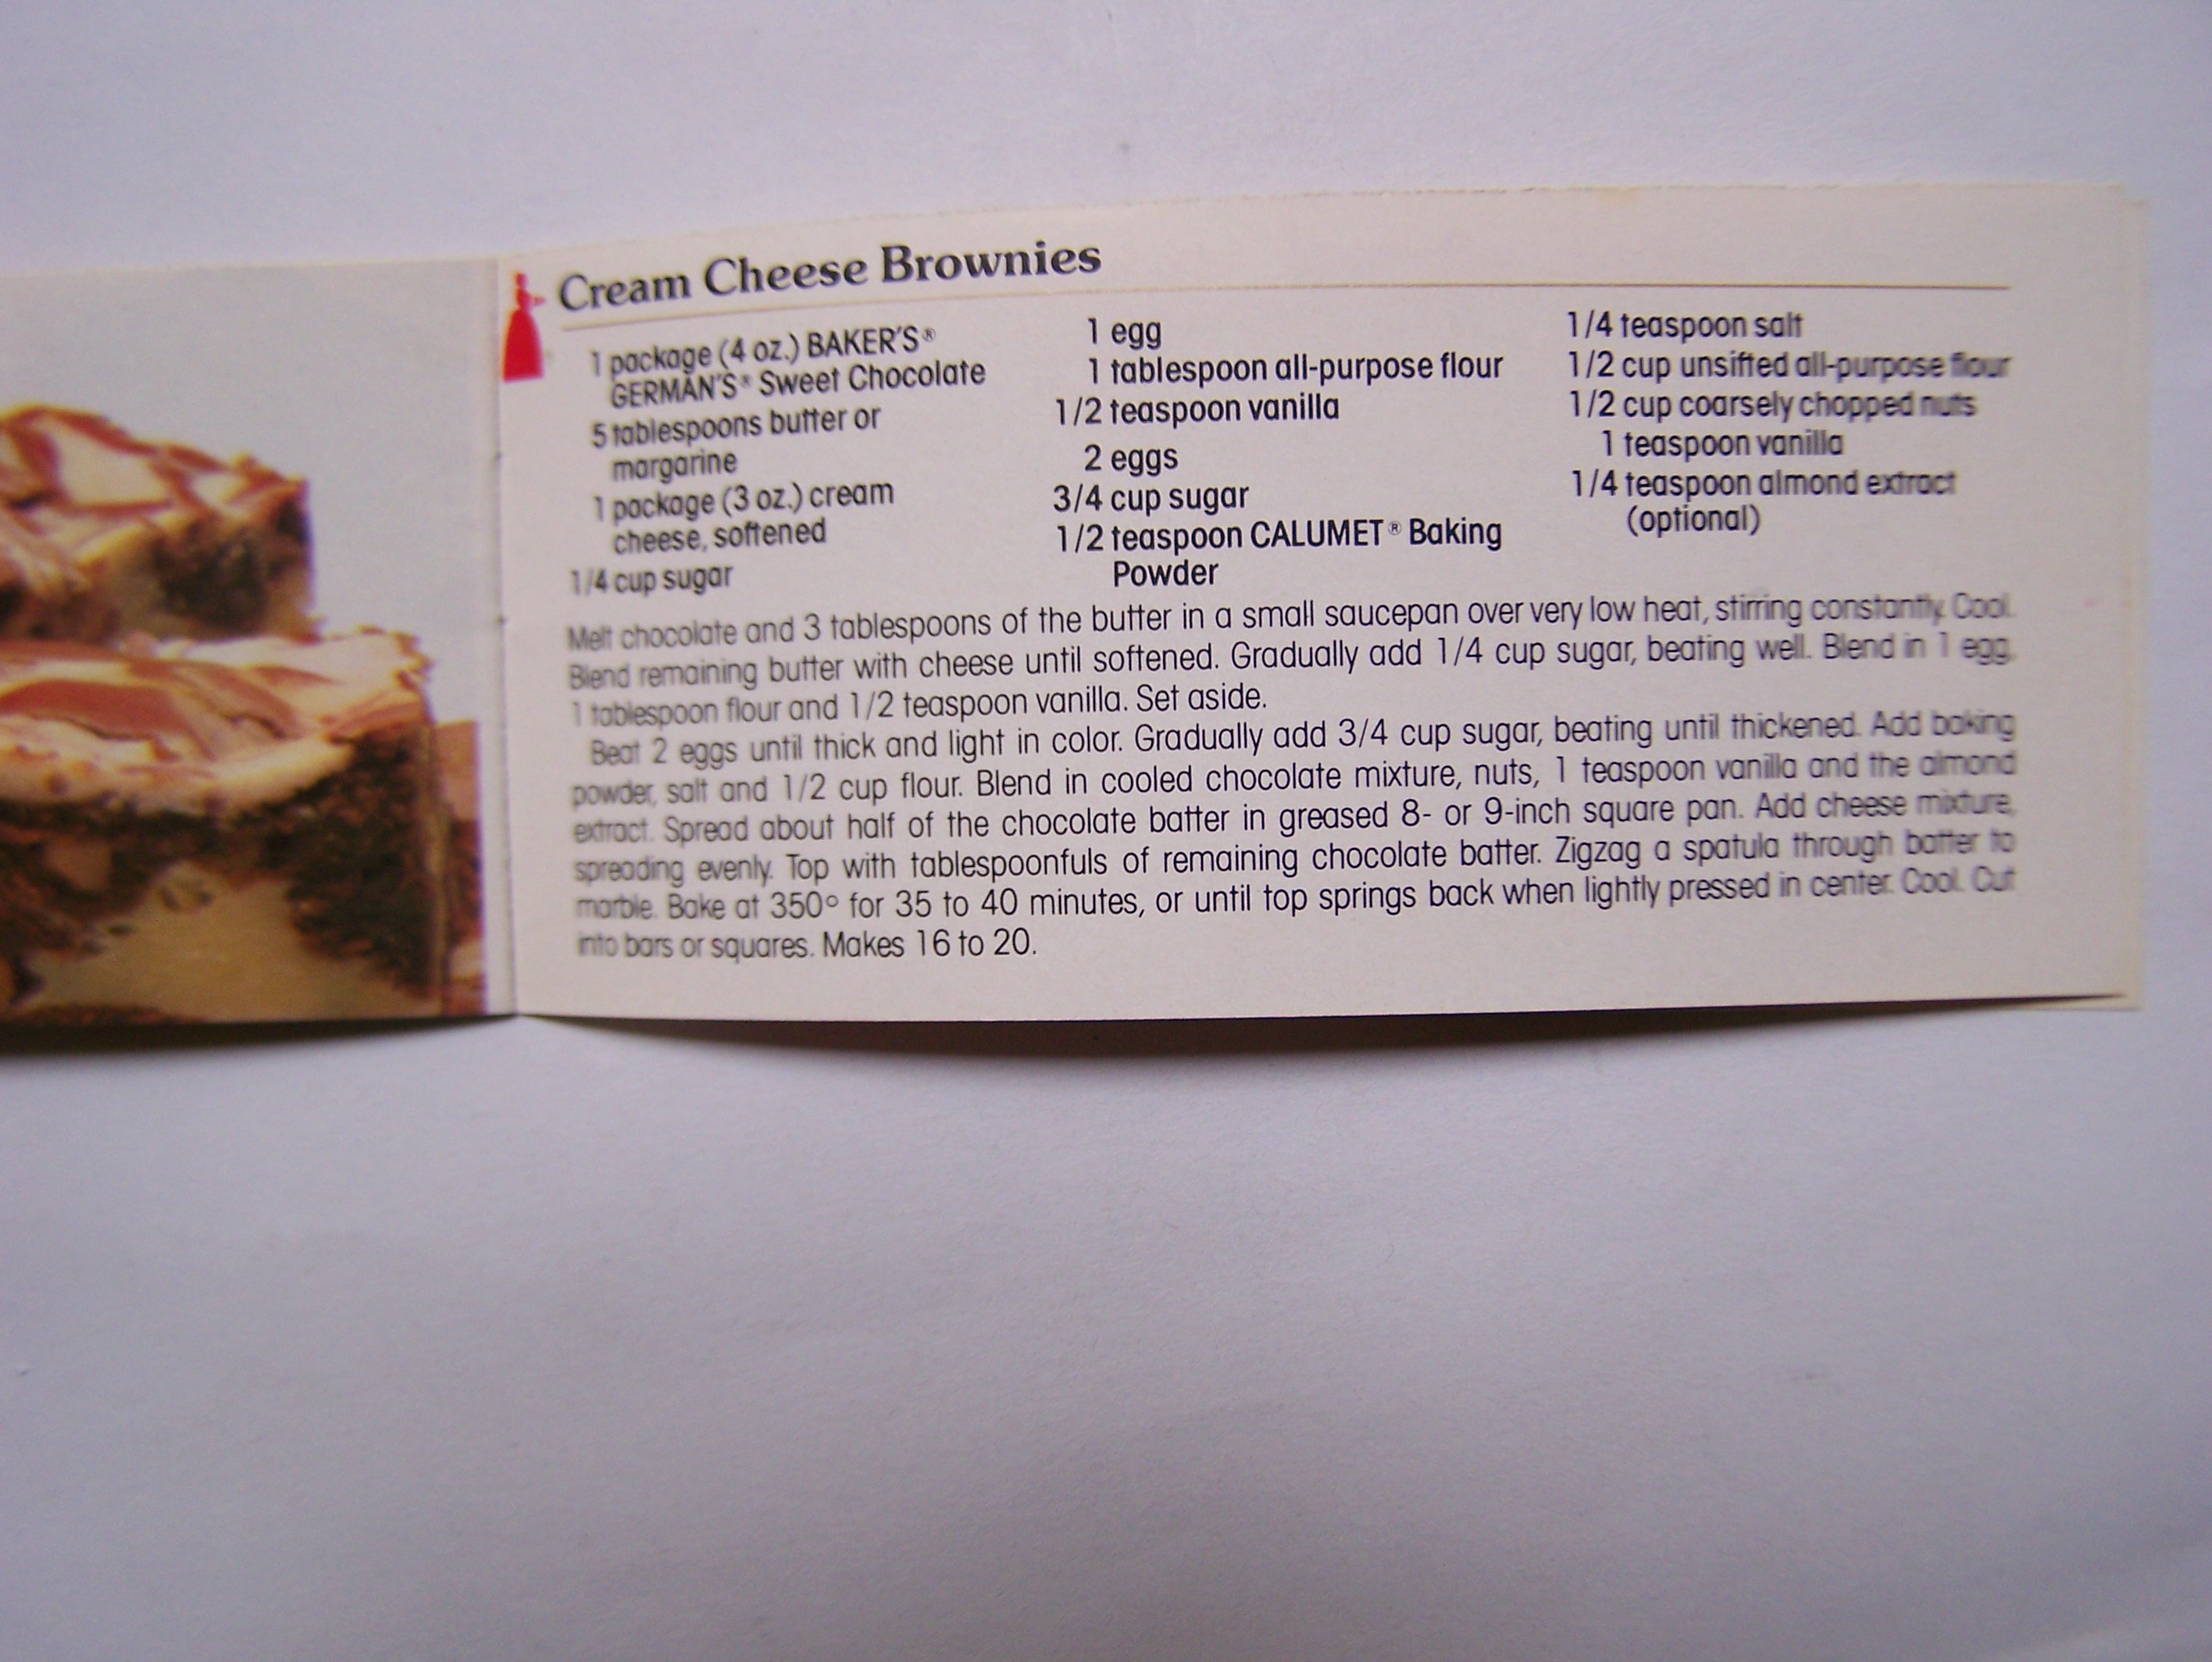 Cream Cheese Brownies
1 package (4 oz.) BAKER'S®
GERMAN'S® Sweet Chocolate
5 tablespoons butter or
margarine
1 package (3 oz.) cream
cheese, softened
1/4 cup sugar
1 egg
1 tablespoon all-purpose flour
1/2 teaspoon vanilla
2 eggs
3/4 cup sugar
1/2 teaspoon CALUMET® Baking
Powder
1/4 teaspoon salt
1/2 cup unsifted all-purpose flour
1/2 cup coarsely chopped nuts
1 teaspoon vanilla
1/4 teaspoon almond extract
(optional)
Melt chocolate and 3 tablespoons of the butter in a small saucepan over very low heat, stirring constantly. Cool.
Blend remaining butter with cheese until softened. Gradually add 1/4 cup sugar, beating well. Blend in 1 egg,
1 tablespoon flour and 1/2 teaspoon vanilla. Set aside.
Beat 2 eggs until thick and light in color. Gradually add 3/4 cup sugar, beating until thickened. Add baking
powder, salt and 1/2 cup flour. Blend in cooled chocolate mixture, nuts, 1 teaspoon vanilla and the almond
extract. Spread about half of the chocolate batter in greased 8- or 9-inch square pan. Add cheese mixture,
spreading evenly. Top with tablespoonfuls of remaining chocolate batter. Zigzag a spatula through batter to
marble. Bake at 350° for 35 to 40 minutes, or until top springs back when lightly pressed in center. Cool. Cut
into bars or squares. Makes 16 to 20.